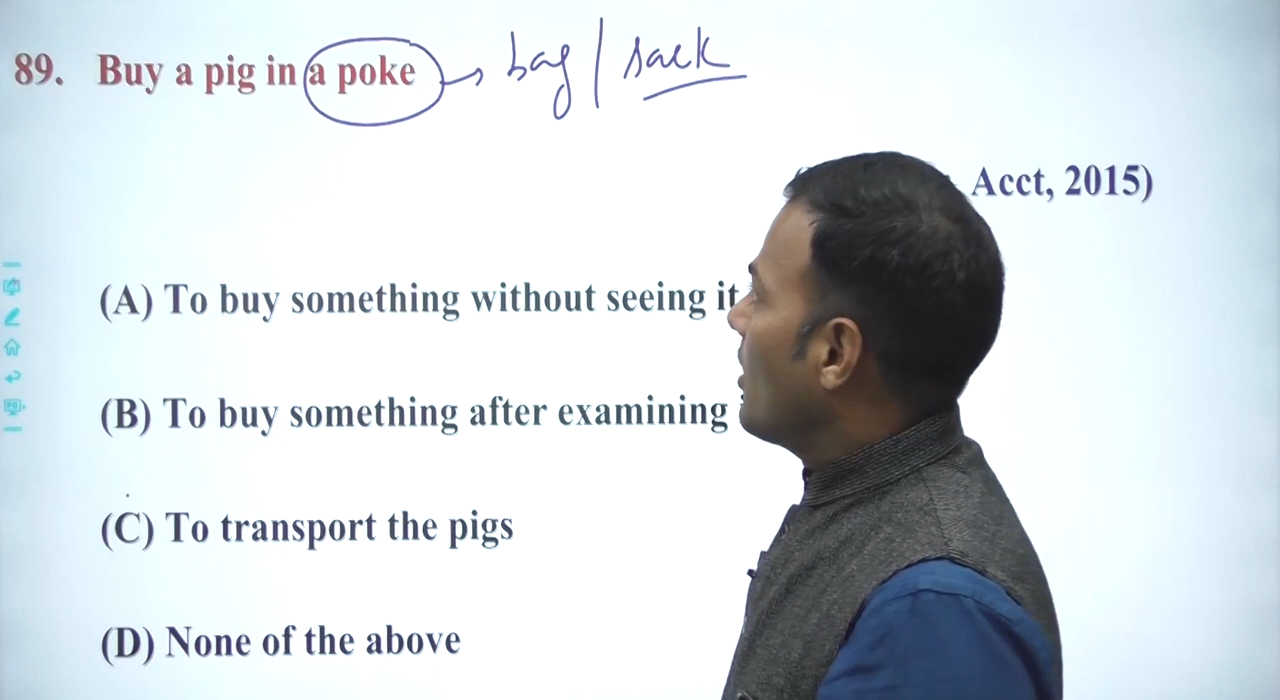 89. Buy a pig in a poke → bag / sack
Acct, 2015)
(A) To buy something without seeing it
(B) To buy something after examining
(C) To transport the pigs
(D) None of the above